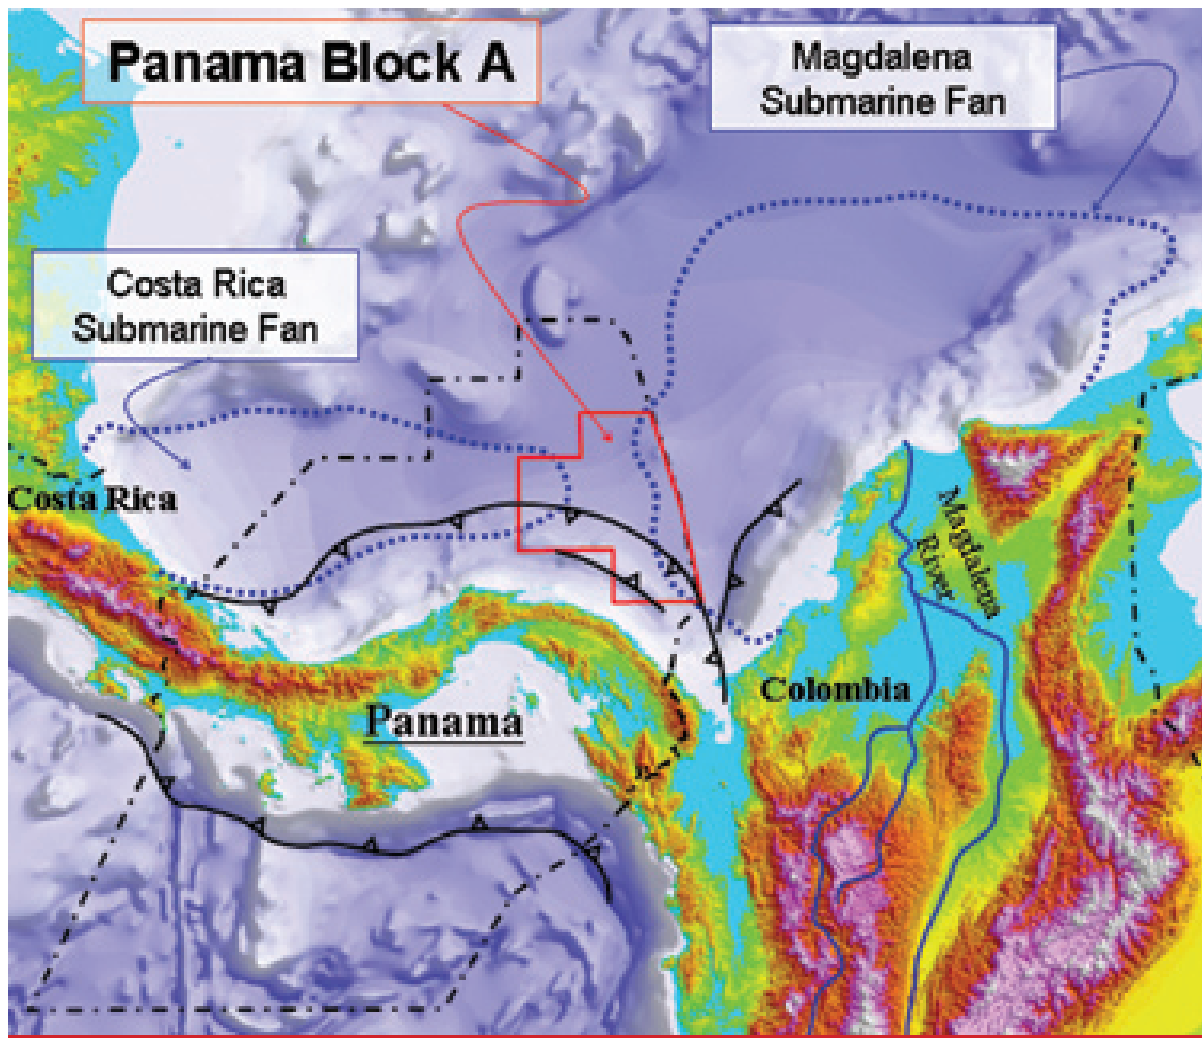 Panama Block A
Magdalena
Submarine Fan
Costa Rica
Submarine Fan
Costa Rica
Magdalena
River
Colombia
Panama